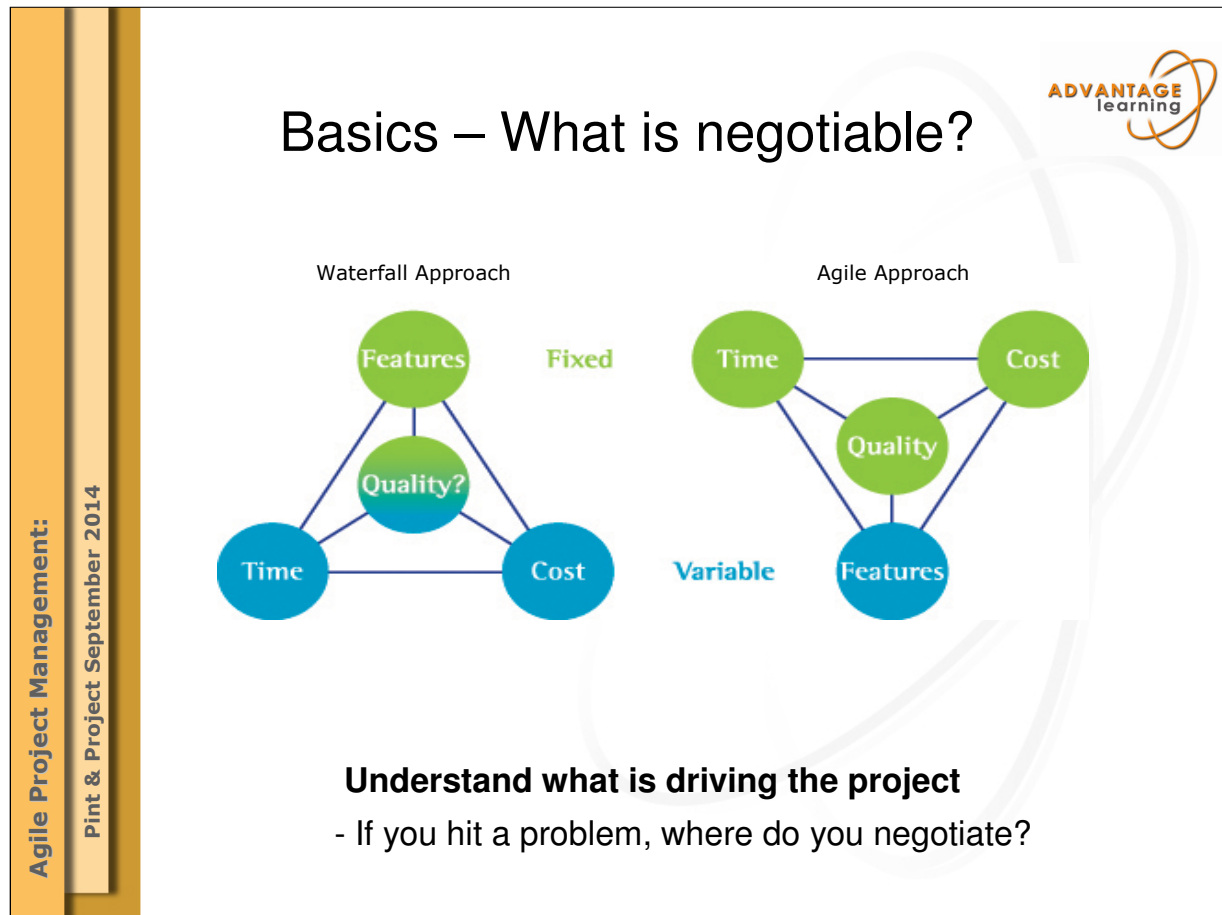 ADVANTAGE
learning
Basics – What is negotiable?
Waterfall Approach
Agile Approach
Features
Fixed
Time
Cost
Quality
Quality?
Time
Cost
Variable
Features
Understand what is driving the project
- If you hit a problem, where do you negotiate?
Agile Project Management:
Pint & Project September 2014